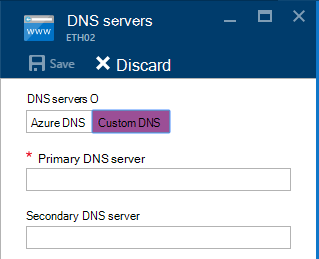 DNS servers
ETH02
WWW
Save
Discard
DNS servers O
Azure DNS
Custom DNS
* Primary DNS server
Secondary DNS server